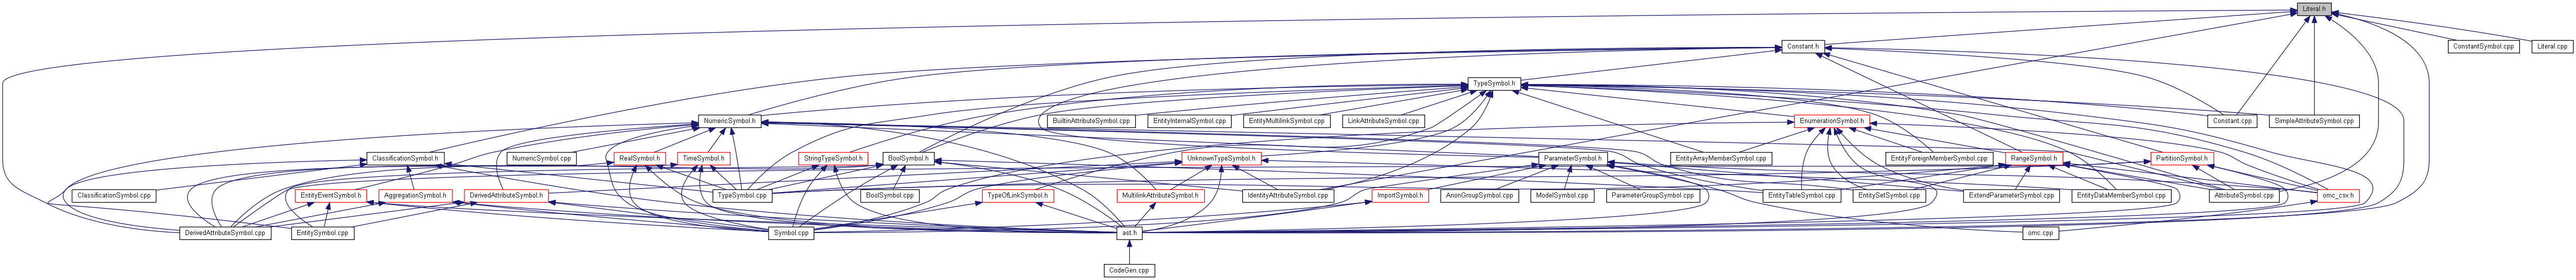 Literal.h
Constant.h
ConstantSymbol.cpp
Literal.cpp
TypeSymbol.h
NumericSymbol.h
BuiltinAttributeSymbol.cpp
EntityInternalSymbol.cpp
EntityMultilinkSymbol.cpp
LinkAttributeSymbol.cpp
EnumerationSymbol.h
Constant.cpp
SimpleAttributeSymbol.cpp
ClassificationSymbol.h
NumericSymbol.cpp
RealSymbol.h
TimeSymbol.h
StringTypeSymbol.h
BoolSymbol.h
UnknownTypeSymbol.h
ParameterSymbol.h
EntityArrayMemberSymbol.cpp
EntityForeignMemberSymbol.cpp
RangeSymbol.h
PartitionSymbol.h
ClassificationSymbol.cpp
EntityEventSymbol.h
AggregationSymbol.h
DerivedAttributeSymbol.h
TypeSymbol.cpp
BoolSymbol.cpp
TypeOfLinkSymbol.h
MultilinkAttributeSymbol.h
IdentityAttributeSymbol.cpp
ImportSymbol.h
AnonGroupSymbol.cpp
ModelSymbol.cpp
ParameterGroupSymbol.cpp
EntityTableSymbol.cpp
EntitySetSymbol.cpp
ExtendParameterSymbol.cpp
EntityDataMemberSymbol.cpp
AttributeSymbol.cpp
omc_csv.h
DerivedAttributeSymbol.cpp
EntitySymbol.cpp
Symbol.cpp
ast.h
omc.cpp
CodeGen.cpp